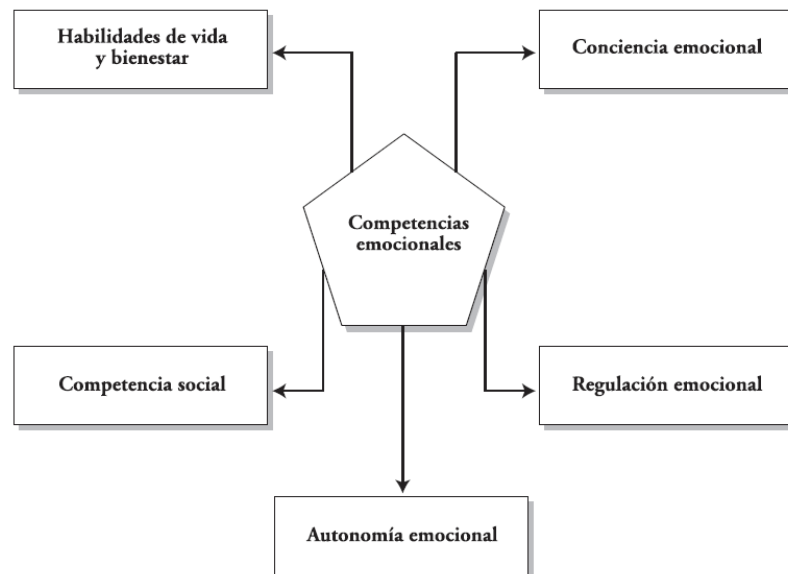 Habilidades de vida
y bienestar
Conciencia emocional
Competencias
emocionales
Competencia social
Regulación emocional
Autonomía emocional